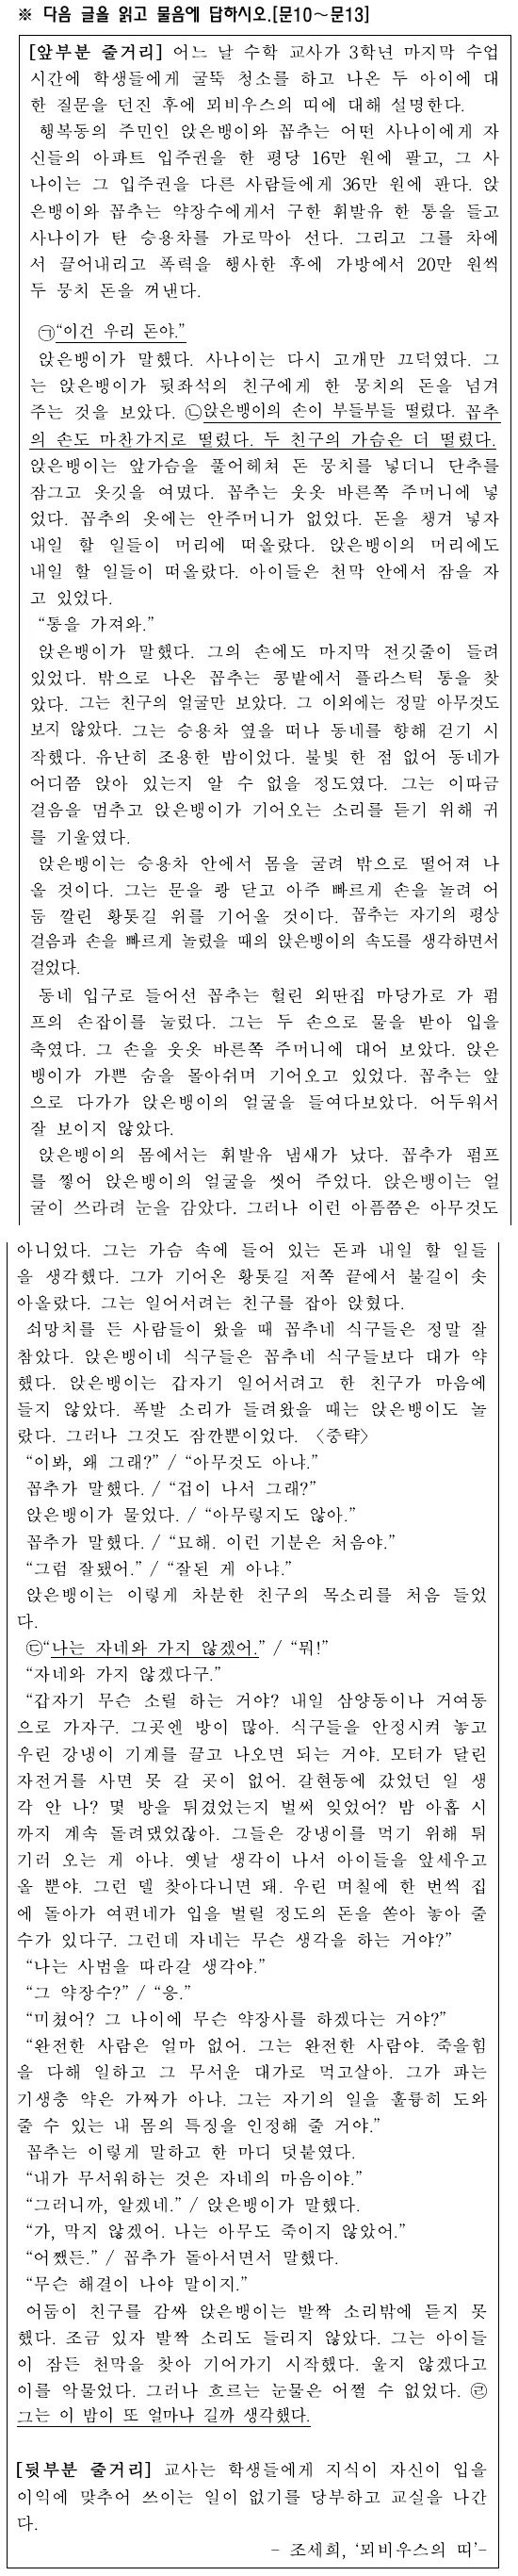 ※ 다음 글을 읽고 물음에 답하시오.[문10～문13]
[앞부분 줄거리] 어느 날 수학 교사가 3학년 마지막 수업
시간에 학생들에게 굴뚝 청소를 하고 나온 두 아이에 대
한 질문을 던진 후에 뫼비우스의 띠에 대해 설명한다.
행복동의 주민인 앉은뱅이와 꼽추는 어떤 사나이에게 자
신들의 아파트 입주권을 한 평당 16만 원에 팔고, 그 사
나이는 그 입주권을 다른 사람들에게 36만 원에 판다. 앉
은뱅이와 꼽추는 약장수에게서 구한 휘발유 한 통을 들고
사나이가 탄 승용차를 가로막아 선다. 그리고 그를 차에
서 끌어내리고 폭력을 행사한 후에 가방에서 20만 원씩
두 뭉치 돈을 꺼낸다.
㉠“이건 우리 돈야.”
앉은뱅이가 말했다. 사나이는 다시 고개만 끄덕였다. 그
는 앉은뱅이가 뒷좌석의 친구에게 한 뭉치의 돈을 넘겨
주는 것을 보았다. ㉡앉은뱅이의 손이 부들부들 떨렸다. 꼽추
의 손도 마찬가지로 떨렸다. 두 친구의 가슴은 더 떨렸다.
앉은뱅이는 앞가슴을 풀어헤쳐 돈 뭉치를 넣더니 단추를
잠그고 옷깃을 여몄다. 꼽추는 웃옷 바른쪽 주머니에 넣
었다. 꼽추의 옷에는 안주머니가 없었다. 돈을 챙겨 넣자
내일 할 일들이 머리에 떠올랐다. 앉은뱅이의 머리에도
내일 할 일들이 떠올랐다. 아이들은 천막 안에서 잠을 자
고 있었다.
“통을 가져와.”
앉은뱅이가 말했다. 그의 손에도 마지막 전깃줄이 들려
있었다. 밖으로 나온 꼽추는 콩밭에서 플라스틱 통을 찾
았다. 그는 친구의 얼굴만 보았다. 그 이외에는 정말 아무것도
보지 않았다. 그는 승용차 옆을 떠나 동네를 향해 걷기 시
작했다. 유난히 조용한 밤이었다. 불빛 한 점 없어 동네가
어디쯤 앉아 있는지 알 수 없을 정도였다. 그는 이따금
걸음을 멈추고 앉은뱅이가 기어오는 소리를 듣기 위해 귀
를 기울였다.
앉은뱅이는 승용차 안에서 몸을 굴려 밖으로 떨어져 나
올 것이다. 그는 문을 쾅 닫고 아주 빠르게 손을 놀려 어
둠 깔린 황톳길 위를 기어올 것이다. 꼽추는 자기의 평상
걸음과 손을 빠르게 놀렸을 때의 앉은뱅이의 속도를 생각하면서
걸었다.
동네 입구로 들어선 꼽추는 헐린 외딴집 마당가로 가 펌
프의 손잡이를 눌렀다. 그는 두 손으로 물을 받아 입을
축였다. 그 손을 웃옷 바른쪽 주머니에 대어 보았다. 앉은
뱅이가 가쁜 숨을 몰아쉬며 기어오고 있었다. 꼽추는 앞
으로 다가가 앉은뱅이의 얼굴을 들여다보았다. 어두워서
잘 보이지 않았다.
앉은뱅이의 몸에서는 휘발유 냄새가 났다. 꼽추가 펌프
를 찧어 앉은뱅이의 얼굴을 씻어 주었다. 앉은뱅이는 얼
굴이 쓰라려 눈을 감았다. 그러나 이런 아픔쯤은 아무것도
아니었다. 그는 가슴 속에 들어 있는 돈과 내일 할 일들
을 생각했다. 그가 기어온 황톳길 저쪽 끝에서 불길이 솟
아올랐다. 그는 일어서려는 친구를 잡아 앉혔다.
쇠망치를 든 사람들이 왔을 때 꼽추네 식구들은 정말 잘
참았다. 앉은뱅이네 식구들은 꼽추네 식구들보다 대가 약
했다. 앉은뱅이는 갑자기 일어서려고 한 친구가 마음에
들지 않았다. 폭발 소리가 들려왔을 때는 앉은뱅이도 놀
랐다. 그러나 그것도 잠깐뿐이었다. 〈중략〉
“이봐, 왜 그래?” / “아무것도 아냐.”
꼽추가 말했다. / “겁이 나서 그래?”
앉은뱅이가 물었다. / “아무렇지도 않아.”
꼽추가 말했다. / “묘해. 이런 기분은 처음야.”
“그럼 잘됐어.” / “잘된 게 아냐.”
앉은뱅이는 이렇게 차분한 친구의 목소리를 처음 들었
다.
㉢“나는 자네와 가지 않겠어.” / “뭐!”
“자네와 가지 않겠다구.”
“갑자기 무슨 소릴 하는 거야? 내일 삼양동이나 거여동
으로 가자구. 그곳엔 방이 많아. 식구들을 안정시켜 놓고
우린 강냉이 기계를 끌고 나오면 되는 거야. 모터가 달린
자전거를 사면 못 갈 곳이 없어. 갈현동에 갔었던 일 생
각 안 나? 몇 방을 튀겼었는지 벌써 잊었어? 밤 아홉 시
까지 계속 돌려댔었잖아. 그들은 강냉이를 먹기 위해 튀
기러 오는 게 아냐. 옛날 생각이 나서 아이들을 앞세우고
올 뿐야. 그런 델 찾아다니면 돼. 우린 며칠에 한 번씩 집
에 돌아가 여편네가 입을 벌릴 정도의 돈을 쏟아 놓아 줄
수가 있다구. 그런데 자네는 무슨 생각을 하는 거야?”
“나는 사범을 따라갈 생각야.”
“그 약장수?” / “응.”
“미쳤어? 그 나이에 무슨 약장사를 하겠다는 거야?”
“완전한 사람은 얼마 없어. 그는 완전한 사람야. 죽을힘
을 다해 일하고 그 무서운 대가로 먹고살아. 그가 파는
기생충 약은 가짜가 아냐. 그는 자기의 일을 훌륭히 도와
줄 수 있는 내 몸의 특징을 인정해 줄 거야.”
꼽추는 이렇게 말하고 한 마디 덧붙였다.
“내가 무서워하는 것은 자네의 마음이야.”
“그러니까, 알겠네.” / 앉은뱅이가 말했다.
“가, 막지 않겠어. 나는 아무도 죽이지 않았어.”
“어쨌든.” / 꼽추가 돌아서면서 말했다.
“무슨 해결이 나야 말이지.”
어둠이 친구를 감싸 앉은뱅이는 발짝 소리밖에 듣지 못
했다. 조금 있자 발짝 소리도 들리지 않았다. 그는 아이들
이 잠든 천막을 찾아 기어가기 시작했다. 울지 않겠다고
이를 악물었다. 그러나 흐르는 눈물은 어쩔 수 없었다. ㉣
그는 이 밤이 또 얼마나 길까 생각했다.
[뒷부분 줄거리] 교사는 학생들에게 지식이 자신이 입을
이익에 맞추어 쓰이는 일이 없기를 당부하고 교실을 나간
다.
- 조세희, ‘뫼비우스의 띠’-